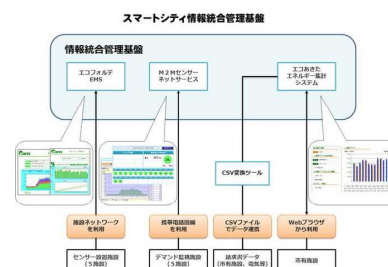 スマートシティ情報統合管理基盤
情報統合管理基盤
エコフォルテ
EMS
M2Mセンサー
ネットサービス
エコあきた
エネルギー集計
システム
CSV変換ツール
施設ネットワーク
を利用
携帯電話回線
を利用
CSVファイル
でデータ連携
Webブラウザ
から利用
センサー設置施設
(5施設)
デマンド監視施設
(5施設)
請求書データ
(市有施設、電気等)
市有施設